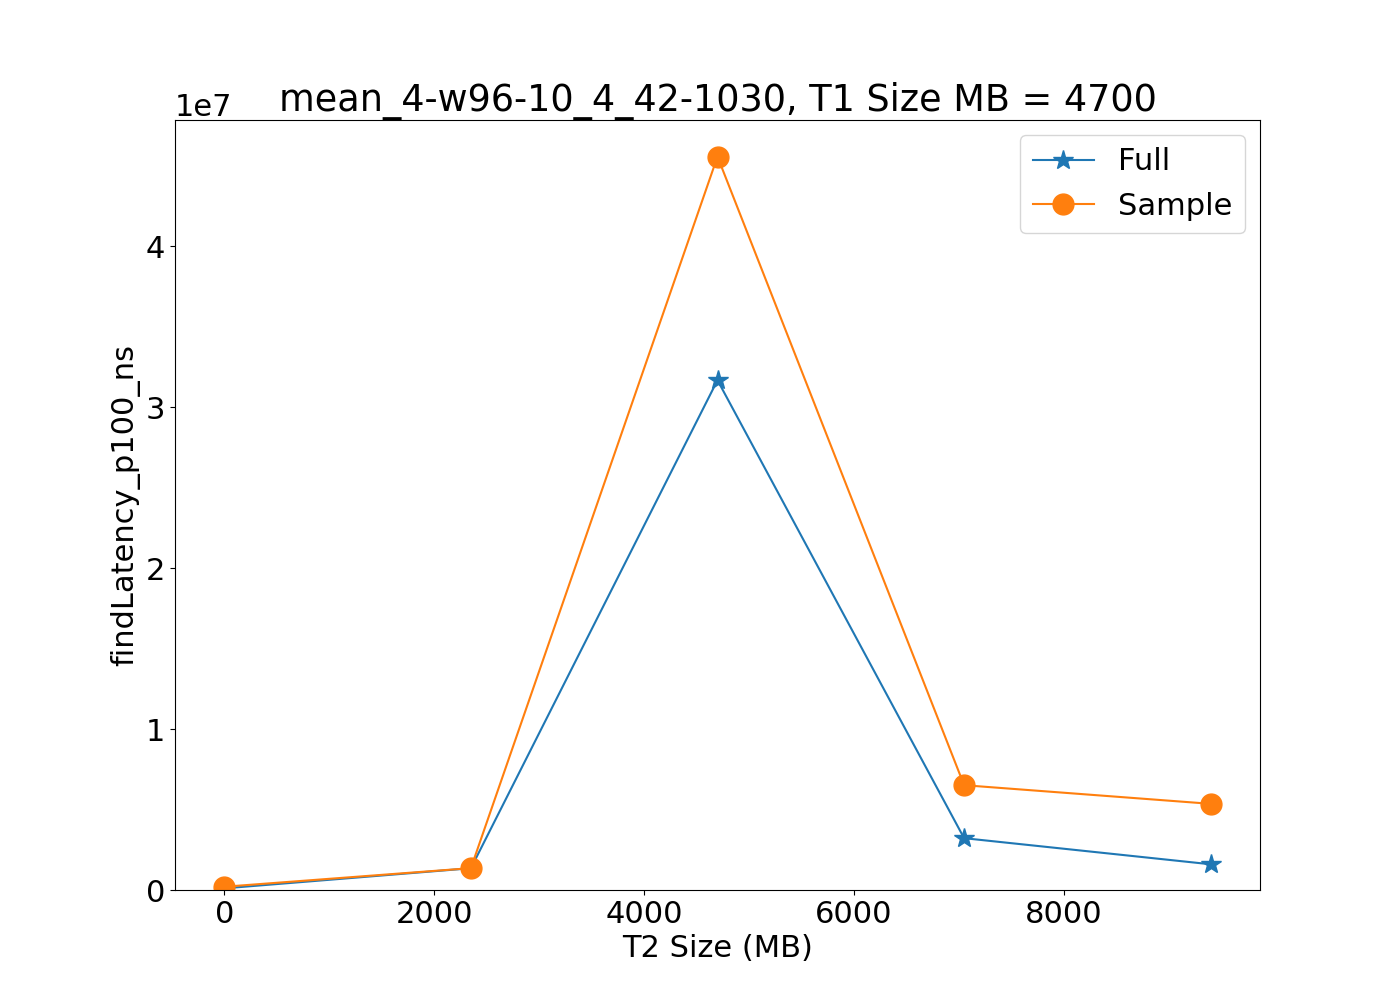 mean_4-w96-10_4_42-1030, T1 Size MB = 4700
1e7
Full
Sample
4
3
2
1
0
findLatency_p100_ns
0 2000 4000 6000 8000
T2 Size (MB)